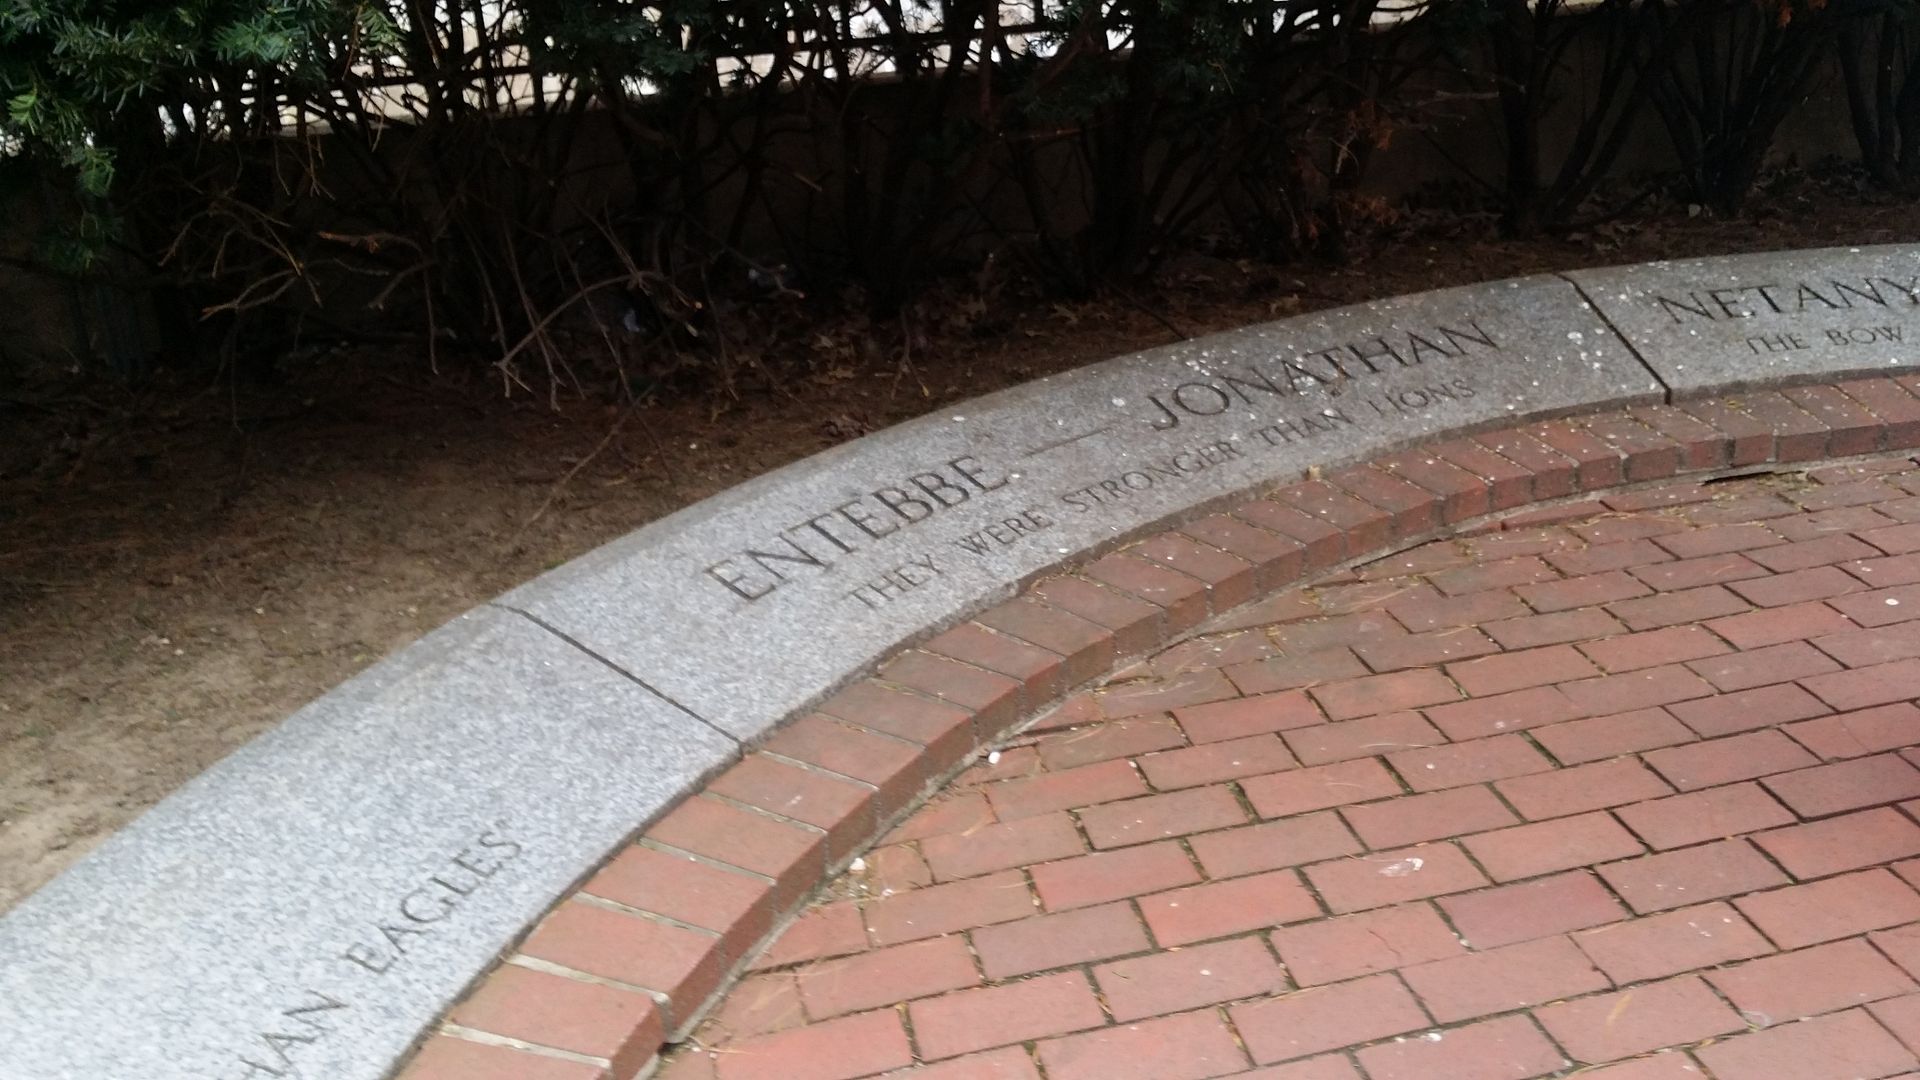 ENTEBBE — JONATHAN NETANY
HAN EAGLES THEY WERE STRONGER THAN LIONS THE BOW